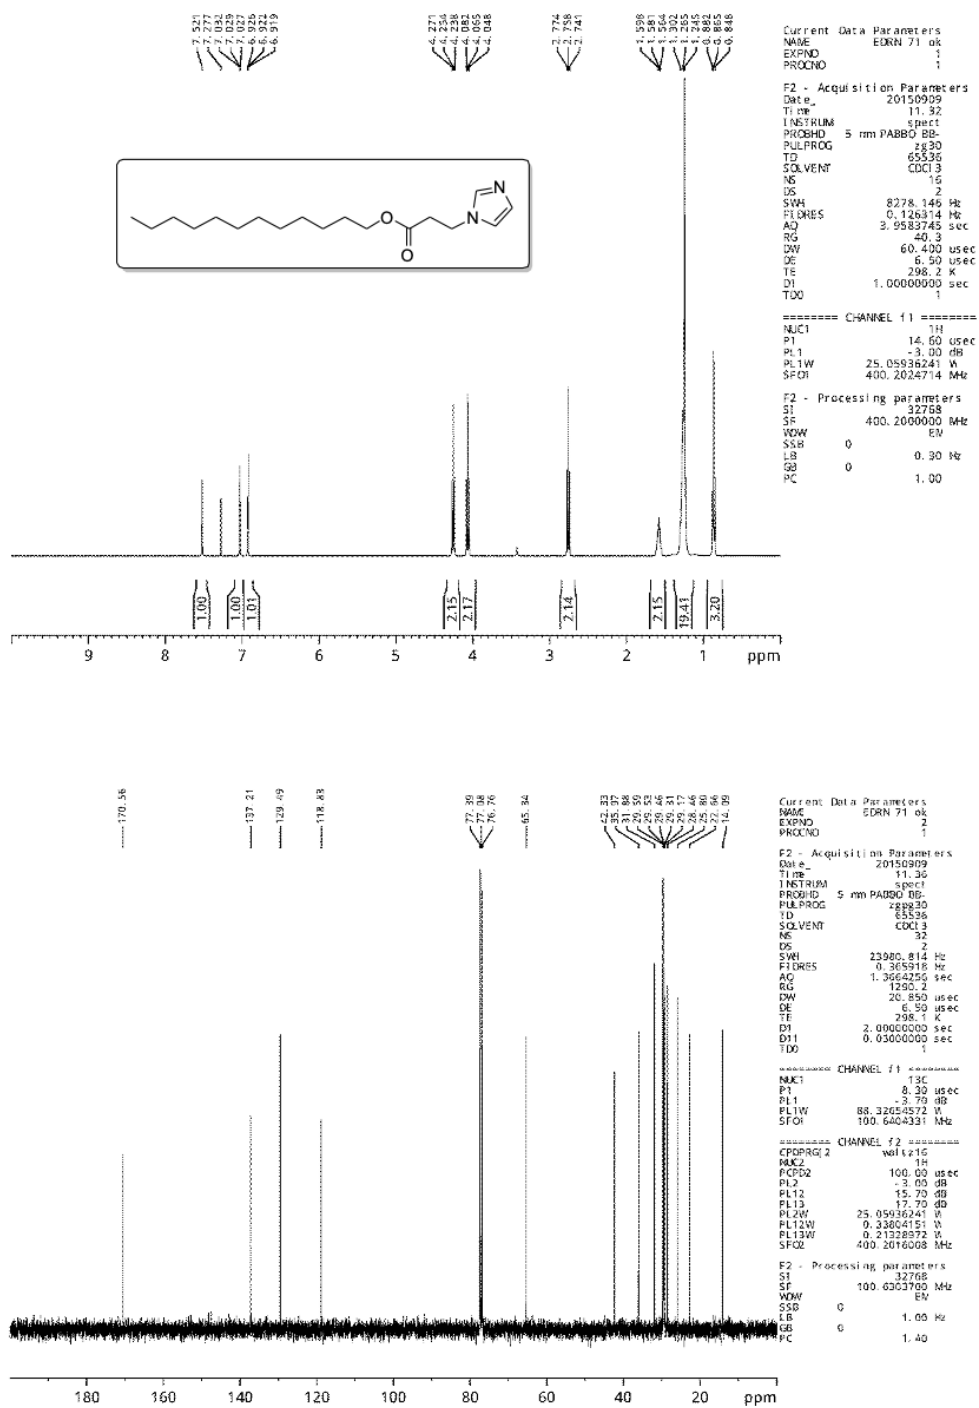 7.521
7.277
7.032
7.029
7.027
6.926
6.922
6.919
4.271
4.254
4.238
4.082
4.065
4.048
2.774
2.758
2.741
1.598
1.581
1.564
1.302
1.265
1.245
0.882
0.865
0.848
Current Data Parameters
NAME EDRN 71 ok
EXPNO 1
PROCNO 1
F2 - Acquisition Parameters
Date_ 20150909
Time 11.32
INSTRUM spect
PROBHD 5 mm PABBO BB-
PULPROG zg30
TD 65536
SOLVENT CDCl3
NS 16
DS 2
SWH 8278.146 Hz
FIDRES 0.126314 Hz
AQ 3.9583745 sec
RG 40.3
DW 60.400 usec
DE 6.50 usec
TE 298.2 K
D1 1.00000000 sec
TD0 1
======== CHANNEL f1 ========
NUC1 1H
P1 14.60 usec
PL1 -3.00 dB
PL1W 25.05936241 W
SFO1 400.2024714 MHz
F2 - Processing parameters
SI 32768
SF 400.2000000 MHz
WDW EM
SSB 0
LB 0.30 Hz
GB 0
PC 1.00
O
O
N
N
1.00
1.00
1.01
2.15
2.17
2.14
2.15
19.41
3.20
9 8 7 6 5 4 3 2 1 ppm
170.56
137.21
129.49
118.83
77.39
77.08
76.76
65.34
42.33
35.97
31.88
29.59
29.53
29.46
29.31
29.17
28.46
25.80
22.66
14.09
Current Data Parameters
NAME EDRN 71 ok
EXPNO 2
PROCNO 1
F2 - Acquisition Parameters
Date_ 20150909
Time 11.36
INSTRUM spect
PROBHD 5 mm PABBO BB-
PULPROG zgpg30
TD 65536
SOLVENT CDCl3
NS 32
DS 2
SWH 23980.814 Hz
FIDRES 0.365918 Hz
AQ 1.3664256 sec
RG 1290.2
DW 20.850 usec
DE 6.50 usec
TE 298.1 K
D1 2.00000000 sec
D11 0.03000000 sec
TD0 1
======== CHANNEL f1 ========
NUC1 13C
P1 8.30 usec
PL1 -3.70 dB
PL1W 88.32654572 W
SFO1 100.6404331 MHz
======== CHANNEL f2 ========
CPDPRG[2 waltz16
NUC2 1H
PCPD2 100.00 usec
PL2 -3.00 dB
PL12 15.70 dB
PL13 17.70 dB
PL2W 25.05936241 W
PL12W 0.33804151 W
PL13W 0.21328972 W
SFO2 400.2016008 MHz
F2 - Processing parameters
SI 32768
SF 100.6303700 MHz
WDW EM
SSB 0
LB 1.00 Hz
GB 0
PC 1.40
180 160 140 120 100 80 60 40 20 ppm